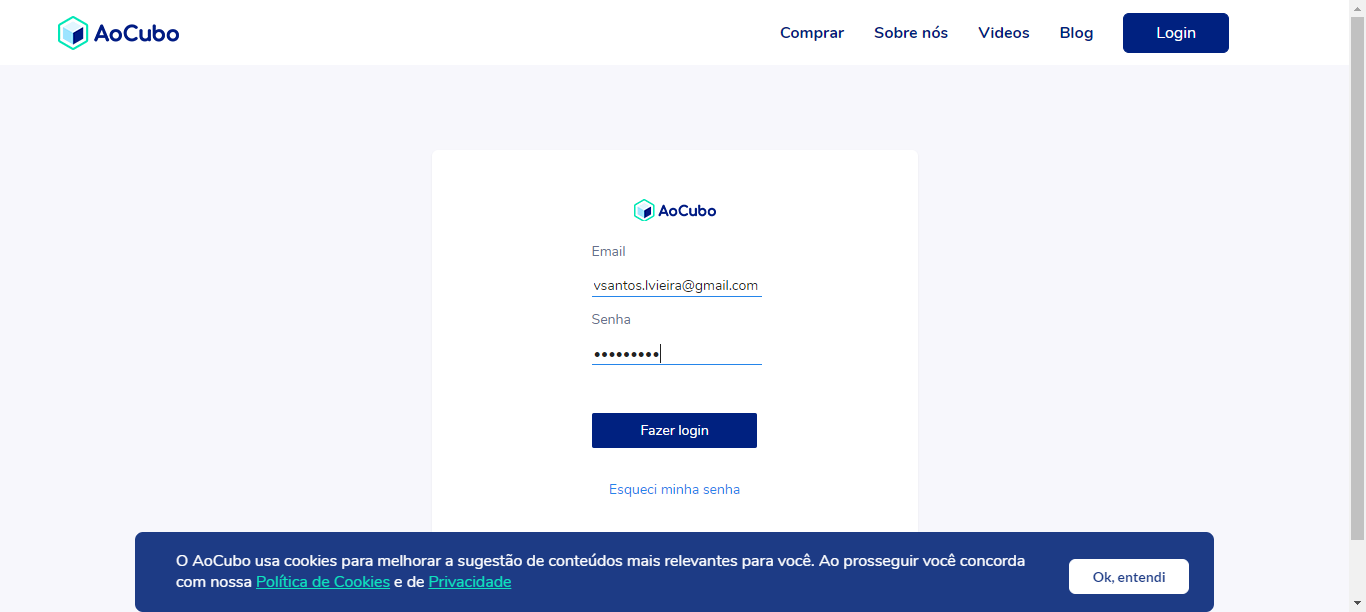 AoCubo
Comprar Sobre nós Videos Blog Login
AoCubo
Email
vsantos.lvieira@gmail.com
Senha
•••••••••
Fazer login
Esqueci minha senha
O AoCubo usa cookies para melhorar a sugestão de conteúdos mais relevantes para você. Ao prosseguir você concorda
com nossa Política de Cookies e de Privacidade
Ok, entendi